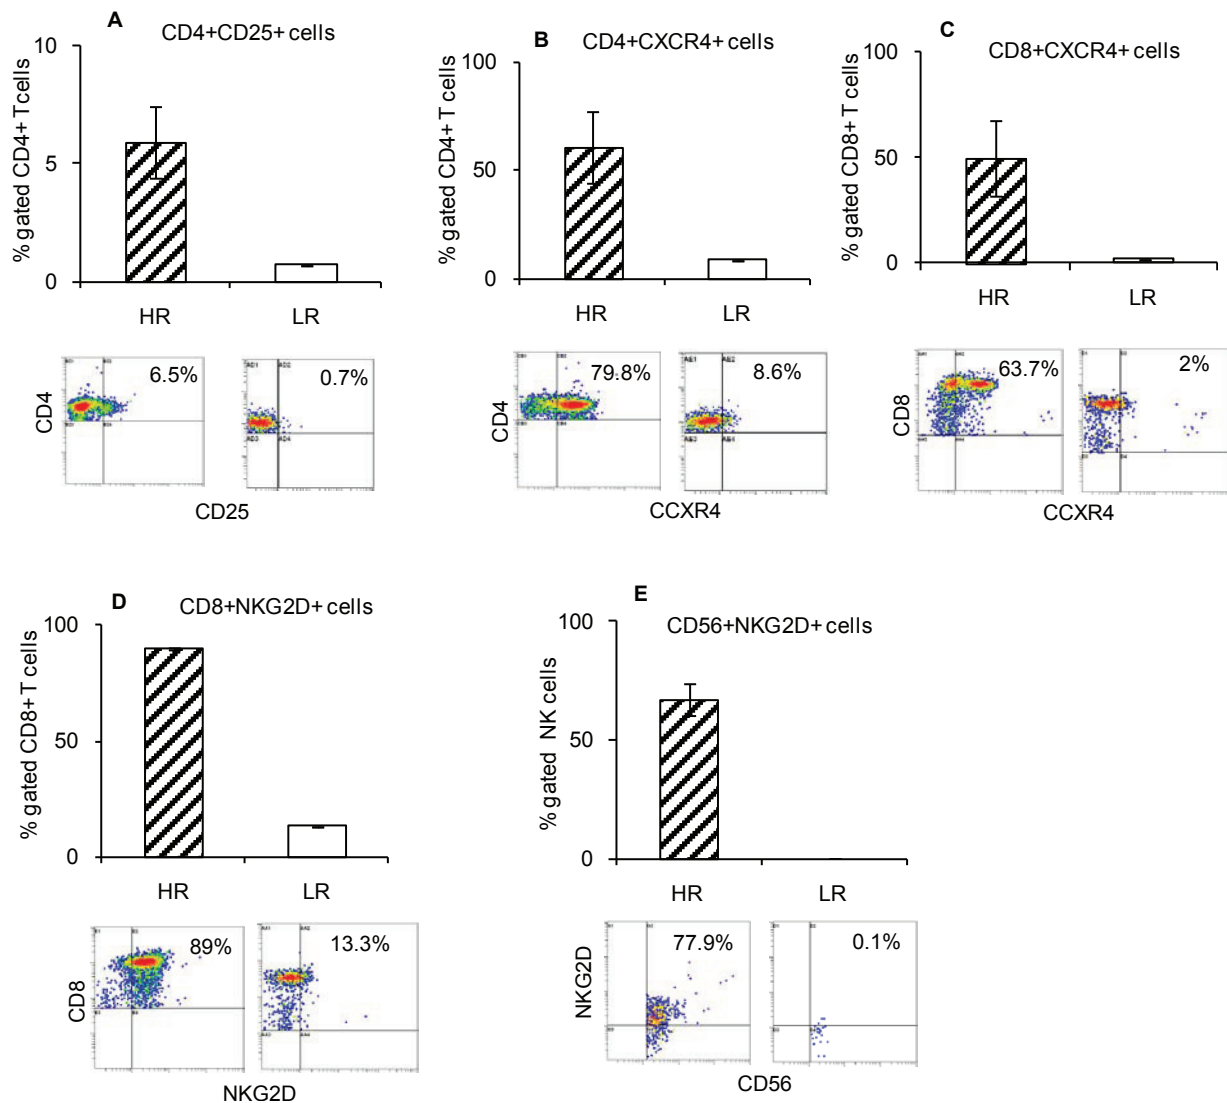 A
CD4+CD25+ cells
% gated CD4+ Tcells
10
5
0
HR
LR
6.5%
0.7%
CD4
CD25
B
CD4+CXCR4+ cells
% gated CD4+ T cells
100
50
0
HR
LR
79.8%
8.6%
CD4
CCXR4
C
CD8+CXCR4+ cells
% gated CD8+ T cells
100
50
0
HR
LR
63.7%
2%
CD8
CCXR4
D
CD8+NKG2D+ cells
% gated CD8+ T cells
100
50
0
HR
LR
89%
13.3%
CD8
NKG2D
E
CD56+NKG2D+ cells
% gated NK cells
100
50
0
HR
LR
77.9%
0.1%
NKG2D
CD56